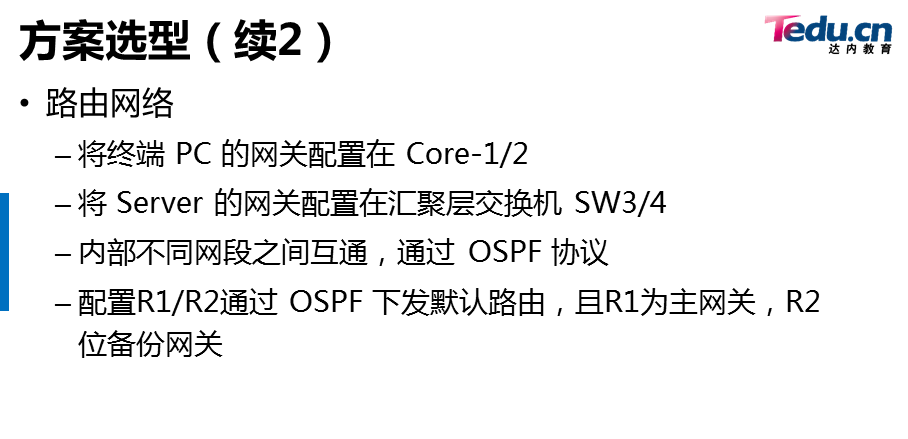 方案选型（续2）
Tedu.cn
达内教育
• 路由网络
– 将终端 PC 的网关配置在 Core-1/2
– 将 Server 的网关配置在汇聚层交换机 SW3/4
– 内部不同网段之间互通，通过 OSPF 协议
– 配置R1/R2通过 OSPF 下发默认路由，且R1为主网关，R2
位备份网关